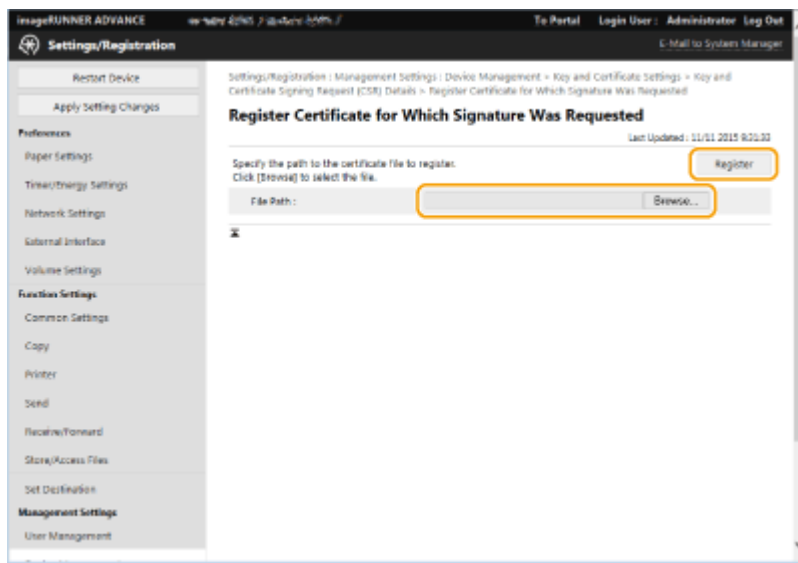 imageRUNNER ADVANCE To Portal Login User : Administrator Log Out
Settings/Registration E-Mail to System Manager
Restart Device
Apply Setting Changes
Settings/Registration : Management Settings : Device Management > Key and Certificate Settings > Key and
Certificate Signing Request (CSR) Details > Register Certificate for Which Signature Was Requested
Register Certificate for Which Signature Was Requested
Last Updated : 11/11 2015
Preferences
Paper Settings
Timer/Energy Settings
Network Settings
External Interface
Volume Settings
Function Settings
Common Settings
Copy
Printer
Send
Receive/Forward
Store/Access Files
Set Destination
Management Settings
User Management
Specify the path to the certificate file to register.
Click [Browse] to select the file.
Register
File Path :
Browse...